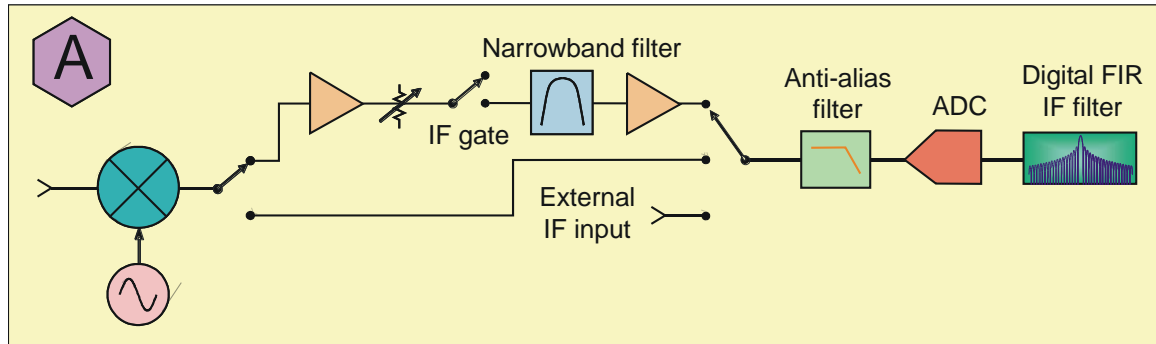 A
Narrowband filter
IF gate
External
IF input
Anti-alias
filter
ADC
Digital FIR
IF filter